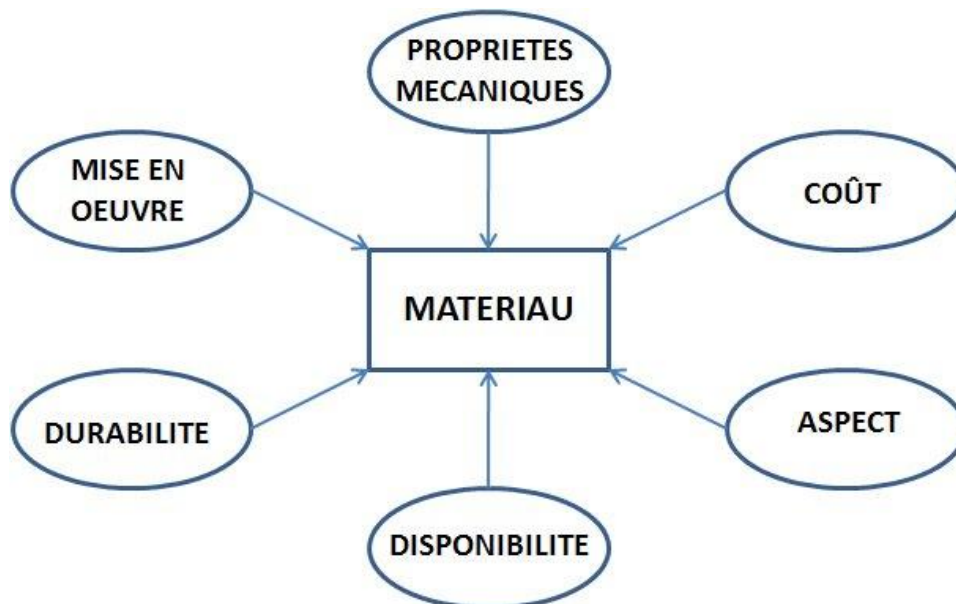 PROPRIETES
MECANIQUES
MISE EN
OEUVRE
COÛT
MATERIAU
DURABILITE
ASPECT
DISPONIBILITE